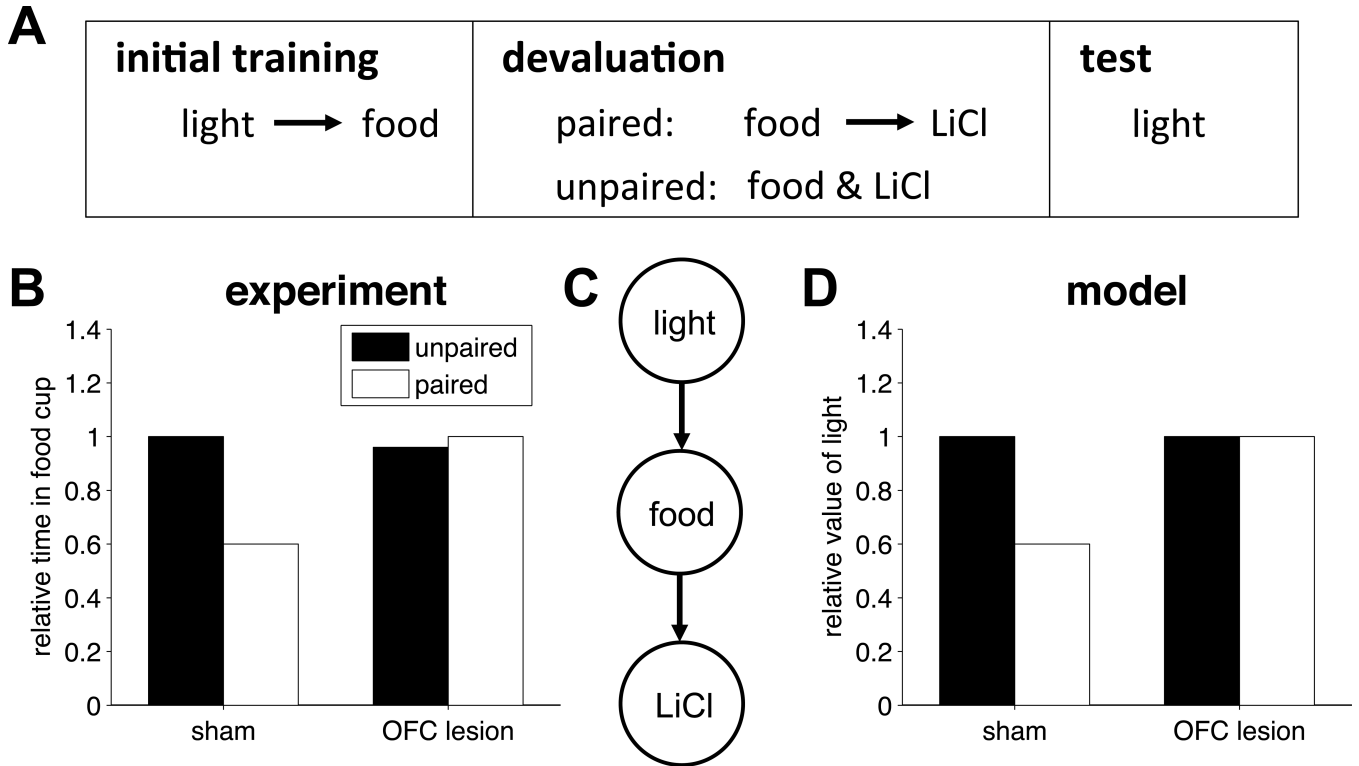 A
initial training
light → food
devaluation
paired: food → LiCl
unpaired: food & LiCl
test
light
B
experiment
relative time in food cup
1.4
1.2
1
0.8
0.6
0.4
0.2
0
unpaired
paired
sham
OFC lesion
C
light
food
LiCl
D
model
relative value of light
1.4
1.2
1
0.8
0.6
0.4
0.2
0
sham
OFC lesion